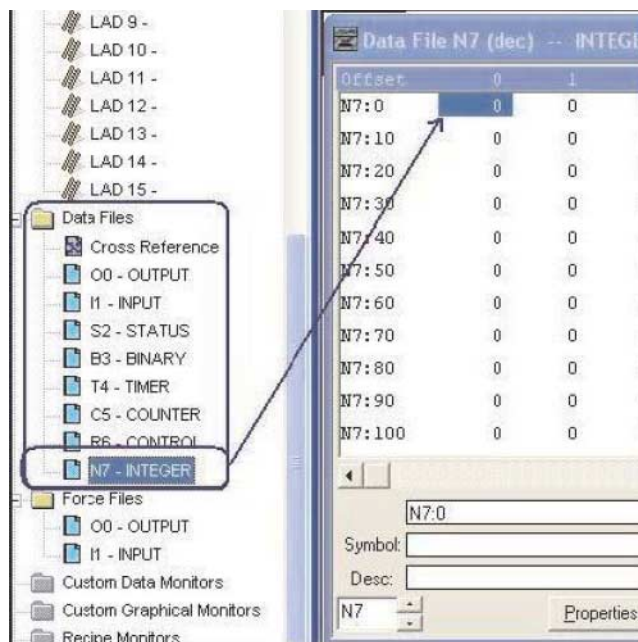 LAD 9 -
LAD 10 -
LAD 11 -
LAD 12 -
LAD 13 -
LAD 14 -
LAD 15 -
Data Files
Cross Reference
O0 - OUTPUT
I1 - INPUT
S2 - STATUS
B3 - BINARY
T4 - TIMER
C5 - COUNTER
R6 - CONTROL
N7 - INTEGER
Force Files
O0 - OUTPUT
I1 - INPUT
Custom Data Monitors
Custom Graphical Monitors
Recipe Monitors
Data File N7 (dec) -- INTEGE
Offset 0 1
N7:0 0 0
N7:10 0 0
N7:20 0 0
N7:30 0 0
N7:40 0 0
N7:50 0 0
N7:60 0 0
N7:70 0 0
N7:80 0 0
N7:90 0 0
N7:100 0 0
N7:0
Symbol:
Desc:
N7
Properties